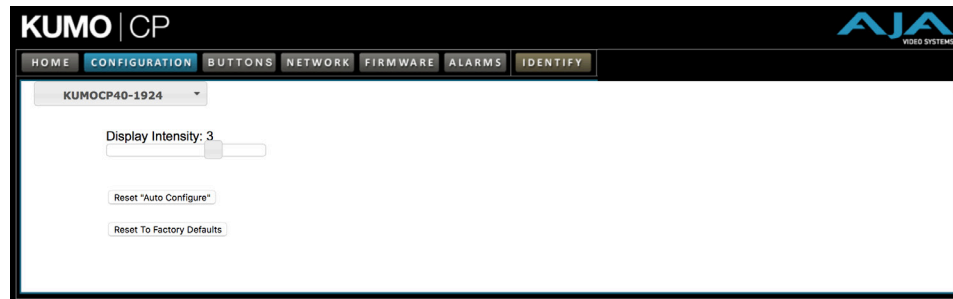 KUMO | CP
AJA
VIDEO SYSTEMS
HOME CONFIGURATION BUTTONS NETWORK FIRMWARE ALARMS IDENTIFY
KUMOCP40-1924
Display Intensity: 3
Reset "Auto Configure"
Reset To Factory Defaults